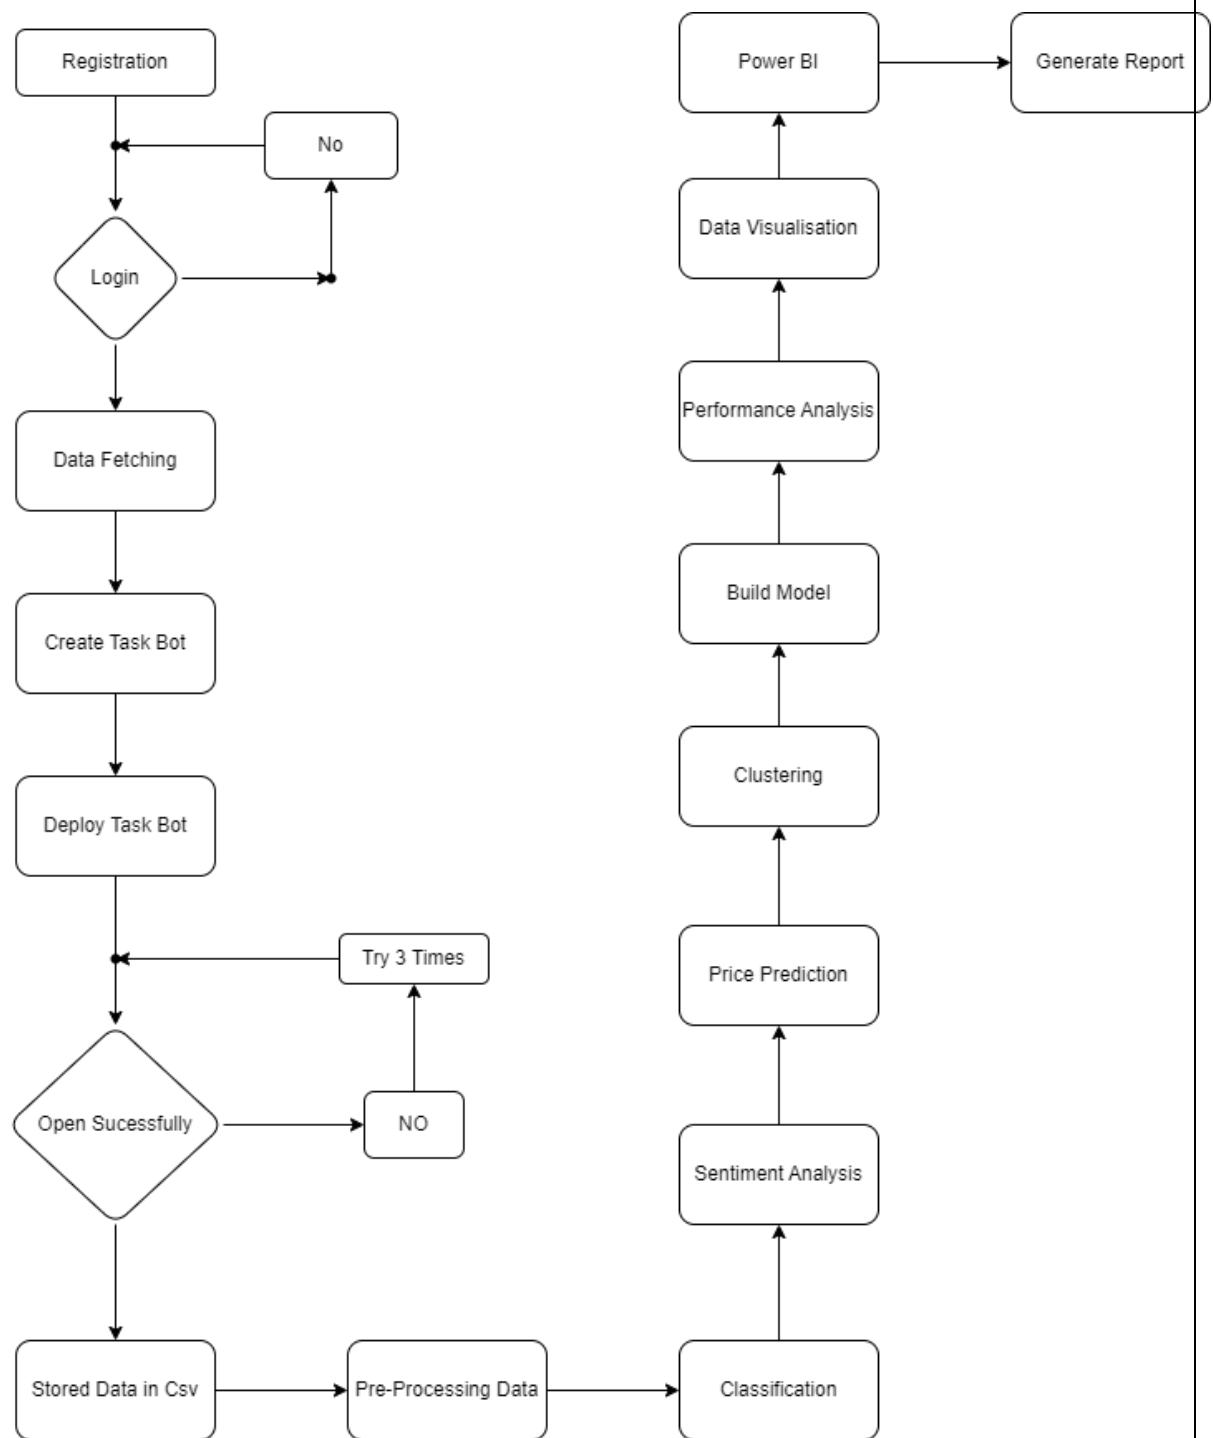 Registration
No
Login
Data Fetching
Create Task Bot
Deploy Task Bot
Try 3 Times
Open Sucessfully
NO
Stored Data in Csv
Pre-Processing Data
Classification
Sentiment Analysis
Price Prediction
Clustering
Build Model
Performance Analysis
Data Visualisation
Power BI
Generate Report